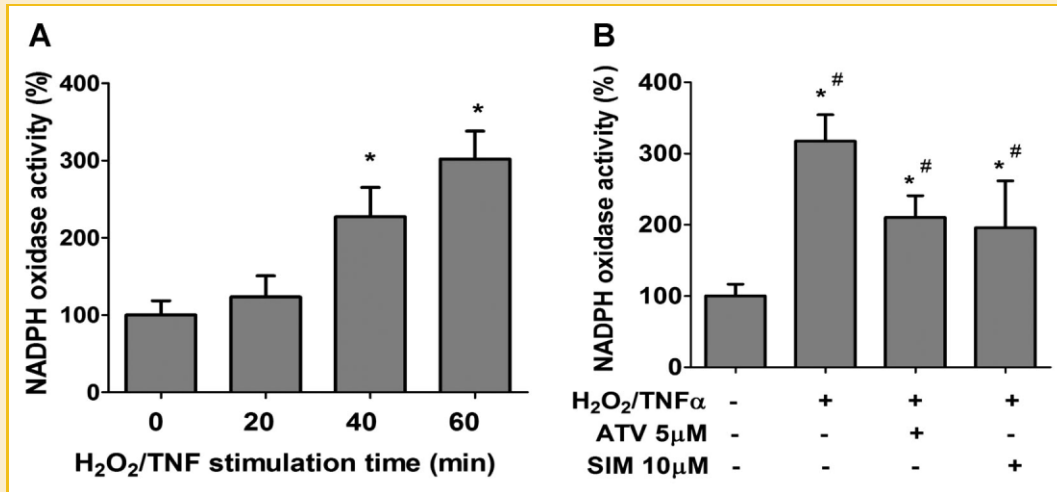 A
NADPH oxidase activity (%)
400
300
200
100
0
*
*
0 20 40 60
H₂O₂/TNF stimulation time (min)
B
NADPH oxidase activity (%)
400
300
200
100
0
* #
* #
* #
H₂O₂/TNFα - + + +
ATV 5μM - - + -
SIM 10μM - - - +